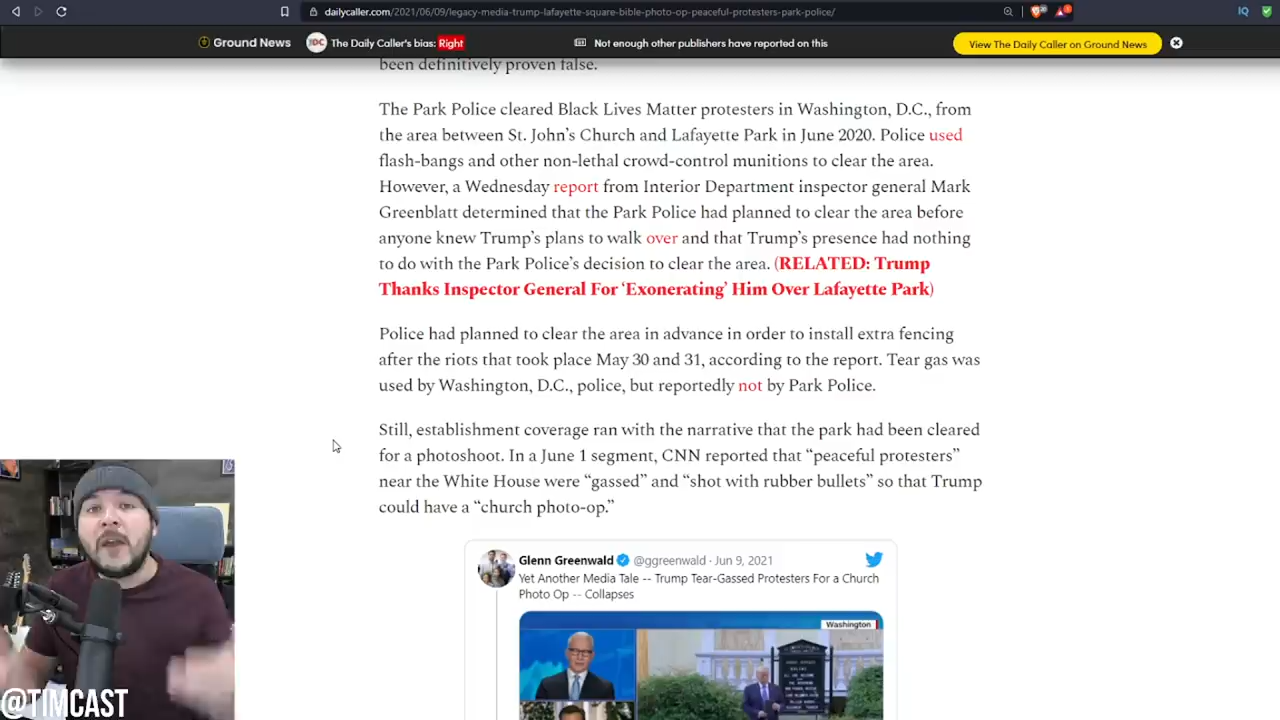 dailycaller.com/2021/06/09/legacy-media-trump-lafayette-square-bible-photo-op-peaceful-protesters-park-police/
IQ
Ground News
DC
The Daily Caller's bias: Right
Not enough other publishers have reported on this
View The Daily Caller on Ground News
been definitively proven false.
The Park Police cleared Black Lives Matter protesters in Washington, D.C., from
the area between St. John's Church and Lafayette Park in June 2020. Police used
flash-bangs and other non-lethal crowd-control munitions to clear the area.
However, a Wednesday report from Interior Department inspector general Mark
Greenblatt determined that the Park Police had planned to clear the area before
anyone knew Trump's plans to walk over and that Trump's presence had nothing
to do with the Park Police's decision to clear the area. (RELATED: Trump
Thanks Inspector General For ‘Exonerating’ Him Over Lafayette Park)
Police had planned to clear the area in advance in order to install extra fencing
after the riots that took place May 30 and 31, according to the report. Tear gas was
used by Washington, D.C., police, but reportedly not by Park Police.
Still, establishment coverage ran with the narrative that the park had been cleared
for a photoshoot. In a June 1 segment, CNN reported that “peaceful protesters”
near the White House were “gassed” and “shot with rubber bullets” so that Trump
could have a “church photo-op.”
Glenn Greenwald @ggreenwald · Jun 9, 2021
Yet Another Media Tale -- Trump Tear-Gassed Protesters For a Church
Photo Op -- Collapses
Washington
@TIMCAST